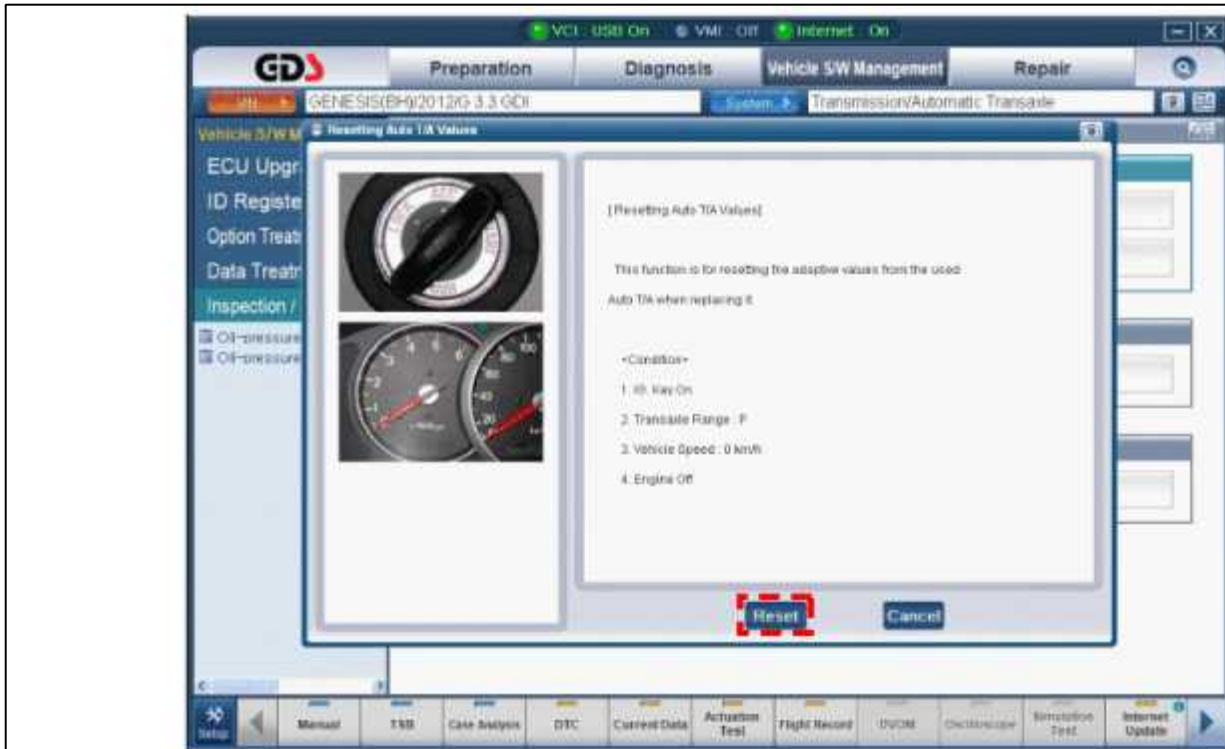 VCI : USB On VMI : Off Internet : On
GDS
Preparation Diagnosis Vehicle S/W Management Repair
VIN GENESIS(BH)/2012/G 3.3 GDI System Transmission/Automatic Transaxle
Vehicle S/W M
Resetting Auto T/A Values
ECU Upgr
ID Registe
Option Treatr
Data Treatr
Inspection /
Oil-pressure
Oil-pressure
[Resetting Auto T/A Values]
This function is for resetting the adaptive values from the used
Auto T/A when replacing it.
<Condition>
1. IG. Key On
2. Transaxle Range : P
3. Vehicle Speed : 0 km/h
4. Engine Off
Reset Cancel
Setup Manual TSB Case Analysis DTC Current Data Actuation Test Flight Record DVOM Oscilloscope Simulation Test Internet Update